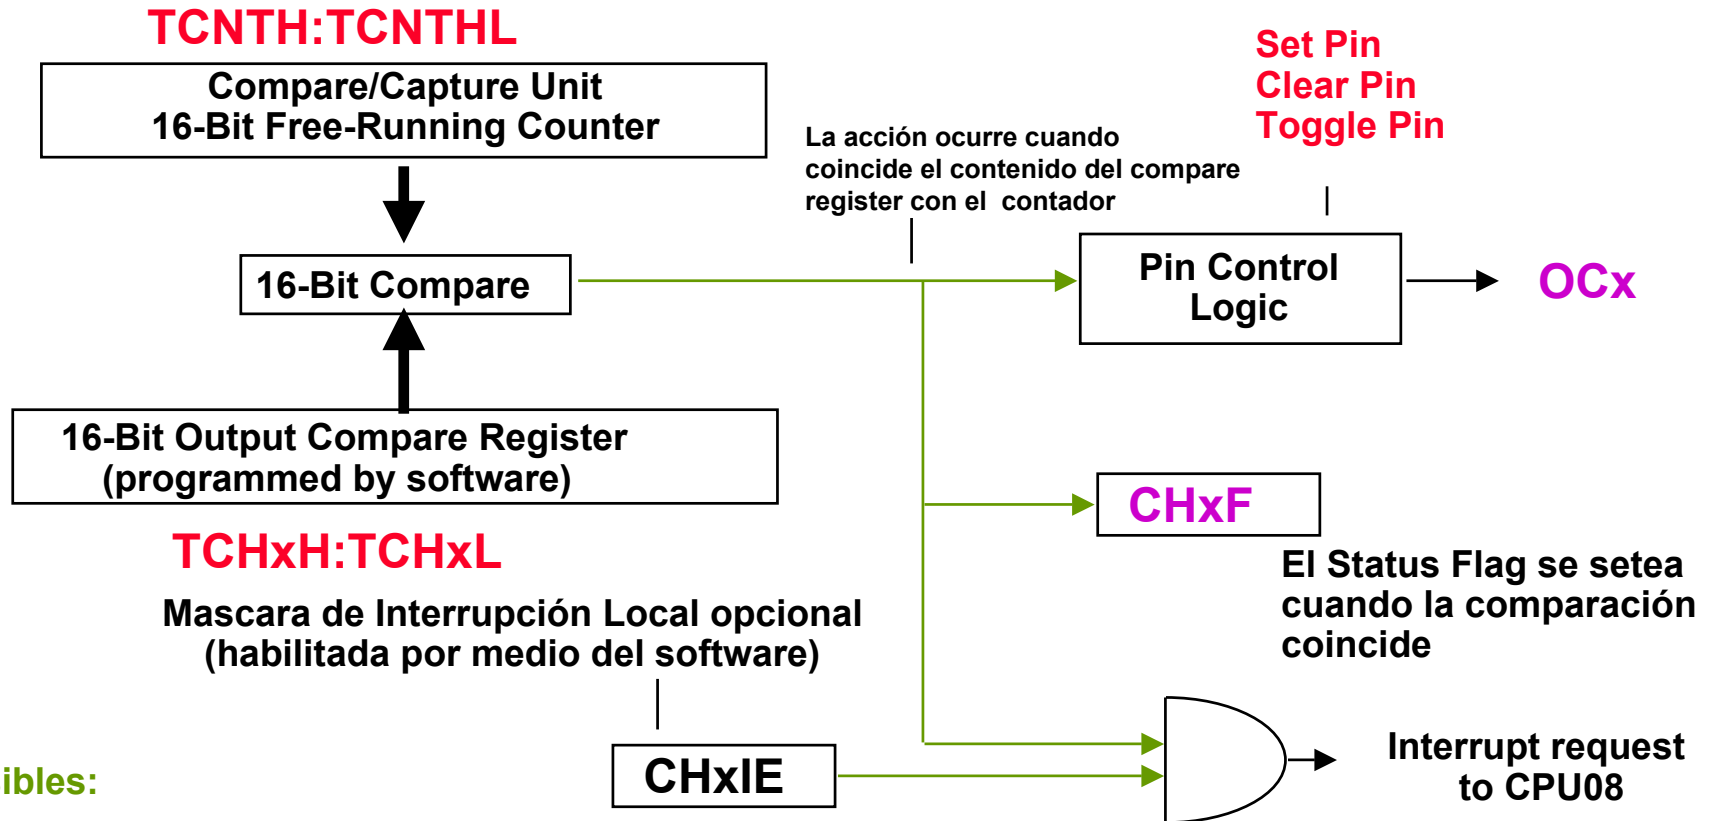 TCNTH:TCNTHL
Compare/Capture Unit
16-Bit Free-Running Counter
Set Pin
Clear Pin
Toggle Pin
La acción ocurre cuando
coincide el contenido del compare
register con el contador
16-Bit Compare
Pin Control
Logic
OCx
16-Bit Output Compare Register
(programmed by software)
CHxF
TCHxH:TCHxL
El Status Flag se setea
cuando la comparación
coincide
Mascara de Interrupción Local opcional
(habilitada por medio del software)
CHxIE
Interrupt request
to CPU08
ibles: